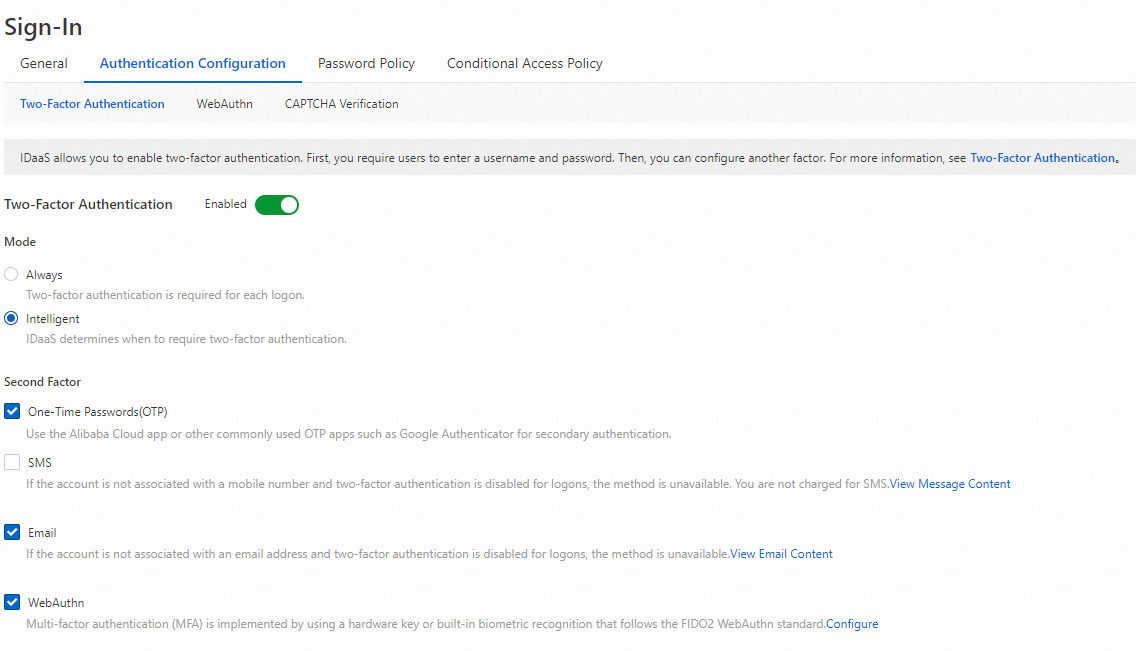 Sign-In
General Authentication Configuration Password Policy Conditional Access Policy
Two-Factor Authentication WebAuthn CAPTCHA Verification
IDaaS allows you to enable two-factor authentication. First, you require users to enter a username and password. Then, you can configure another factor. For more information, see Two-Factor Authentication。
Two-Factor Authentication Enabled
Mode
Always
Two-factor authentication is required for each logon.
Intelligent
IDaaS determines when to require two-factor authentication.
Second Factor
One-Time Passwords(OTP)
Use the Alibaba Cloud app or other commonly used OTP apps such as Google Authenticator for secondary authentication.
SMS
If the account is not associated with a mobile number and two-factor authentication is disabled for logons, the method is unavailable. You are not charged for SMS.View Message Content
Email
If the account is not associated with an email address and two-factor authentication is disabled for logons, the method is unavailable.View Email Content
WebAuthn
Multi-factor authentication (MFA) is implemented by using a hardware key or built-in biometric recognition that follows the FIDO2 WebAuthn standard.Configure